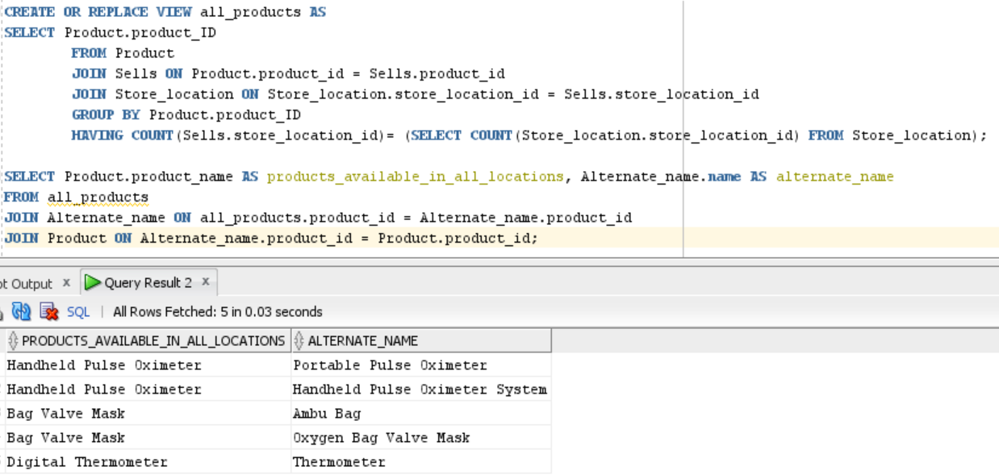 CREATE OR REPLACE VIEW all_products AS
SELECT Product.product_ID
FROM Product
JOIN Sells ON Product.product_id = Sells.product_id
JOIN Store_location ON Store_location.store_location_id = Sells.store_location_id
GROUP BY Product.product_ID
HAVING COUNT(Sells.store_location_id)= (SELECT COUNT(Store_location.store_location_id) FROM Store_location);
SELECT Product.product_name AS products_available_in_all_locations, Alternate_name.name AS alternate_name
FROM all_products
JOIN Alternate_name ON all_products.product_id = Alternate_name.product_id
JOIN Product ON Alternate_name.product_id = Product.product_id;
ot Output x Query Result 2 x
SQL | All Rows Fetched: 5 in 0.03 seconds
PRODUCTS_AVAILABLE_IN_ALL_LOCATIONS ALTERNATE_NAME
Handheld Pulse Oximeter Portable Pulse Oximeter
Handheld Pulse Oximeter Handheld Pulse Oximeter System
Bag Valve Mask Ambu Bag
Bag Valve Mask Oxygen Bag Valve Mask
Digital Thermometer Thermometer